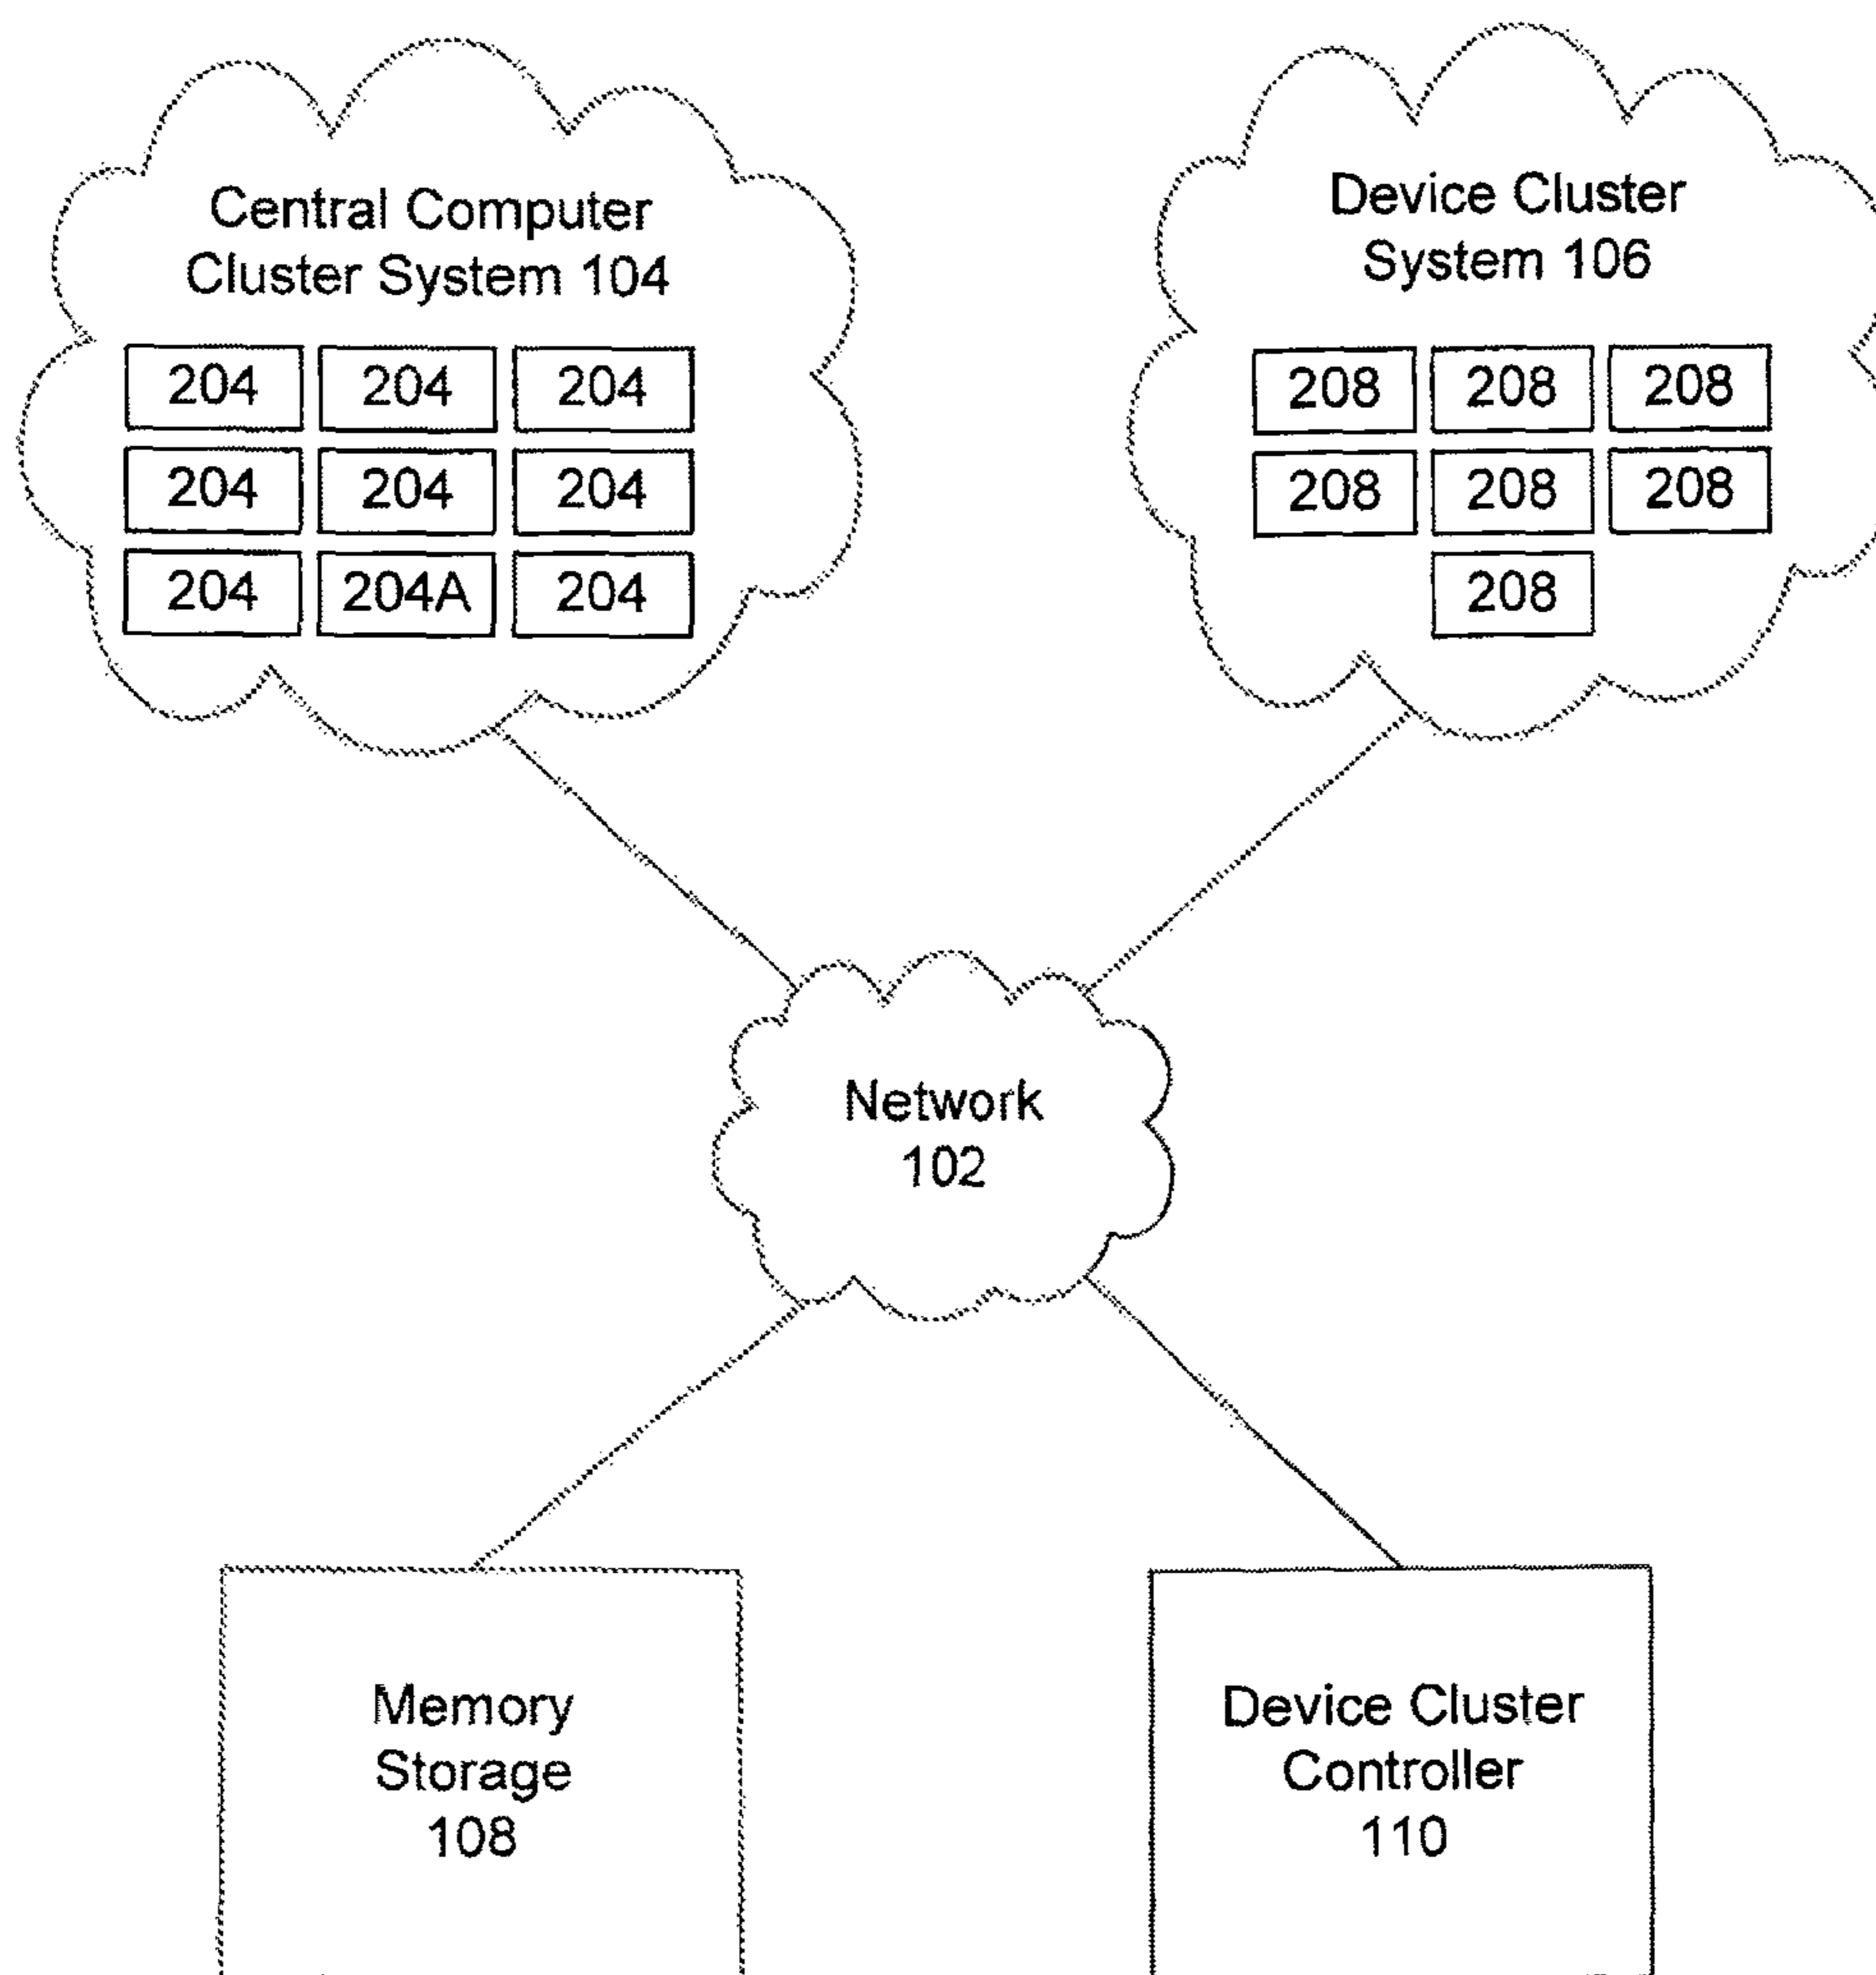 Central Computer
Cluster System 104
204 204 204
204 204 204
204 204A 204
Device Cluster
System 106
208 208 208
208 208 208
208
Network
102
Memory
Storage
108
Device Cluster
Controller
110